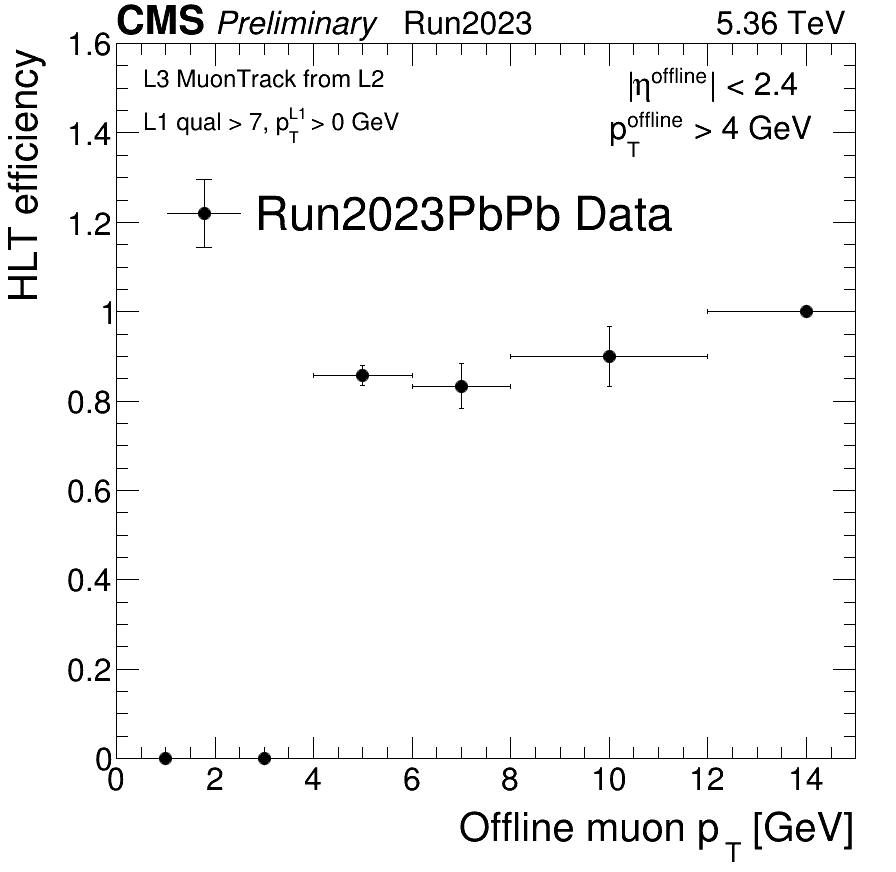 CMS Preliminary Run2023 5.36 TeV
L3 MuonTrack from L2
L1 qual > 7, p_T^L1 > 0 GeV
|η^offline| < 2.4
p_T^offline > 4 GeV
Run2023PbPb Data
HLT efficiency
1.6
1.4
1.2
1
0.8
0.6
0.4
0.2
0
0 2 4 6 8 10 12 14
Offline muon p_T [GeV]